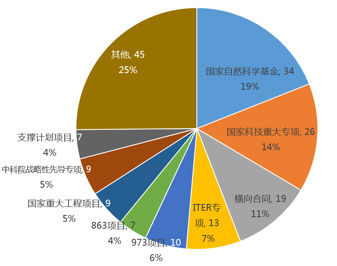 国家自然科学基金, 34
19%
国家科技重大专项, 26
14%
横向合同, 19
11%
ITER专
项, 13
7%
973项目, 10
6%
863项目, 7
4%
国家重大工程项目, 9
5%
中科院战略性先导专项, 9
5%
支撑计划项目, 7
4%
其他, 45
25%